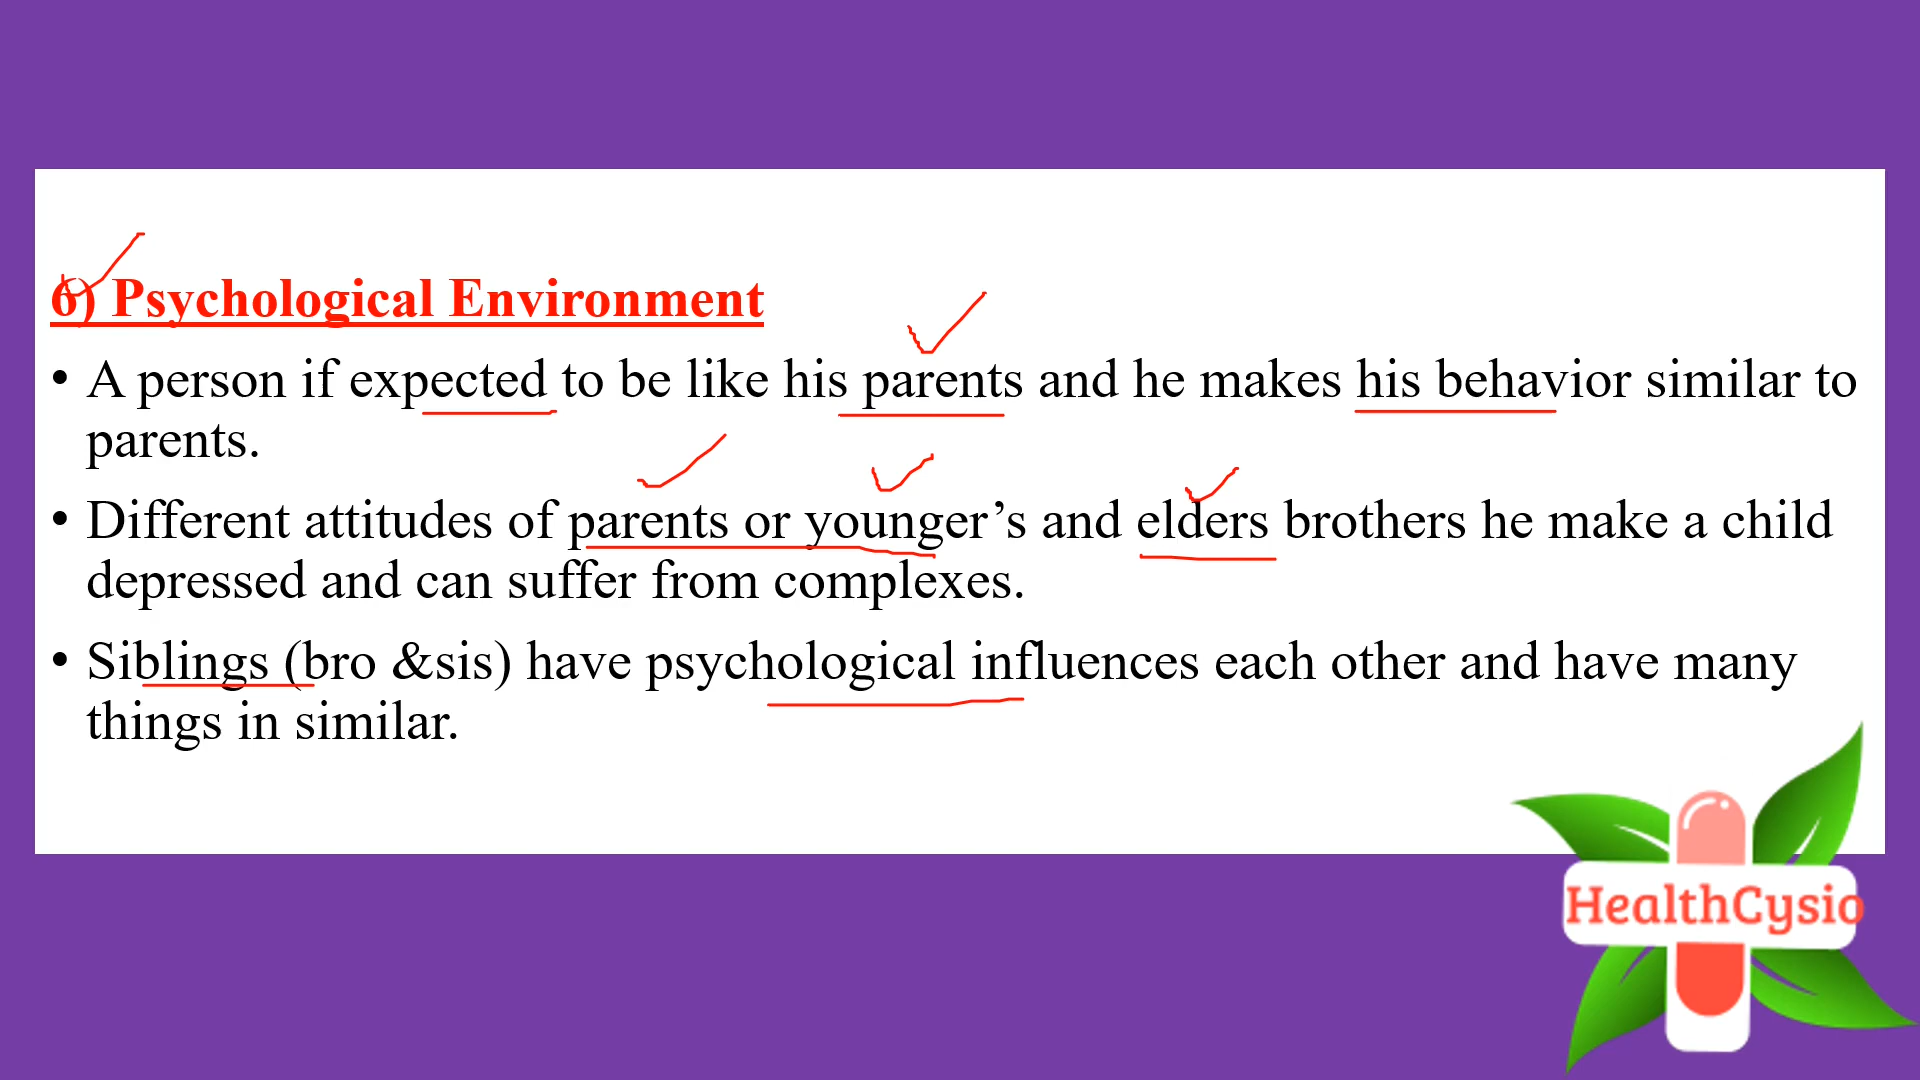 6) Psychological Environment
• A person if expected to be like his parents and he makes his behavior similar to
parents.
• Different attitudes of parents or younger’s and elders brothers he make a child
depressed and can suffer from complexes.
• Siblings (bro &sis) have psychological influences each other and have many
things in similar.
HealthCysio